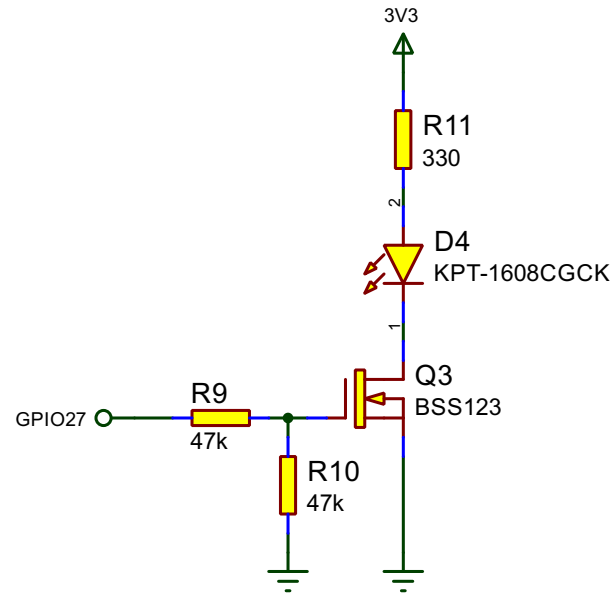 3V3
R11
330
2
D4
KPT-1608CGCK
1
Q3
BSS123
R9
GPIO27
47k
R10
47k